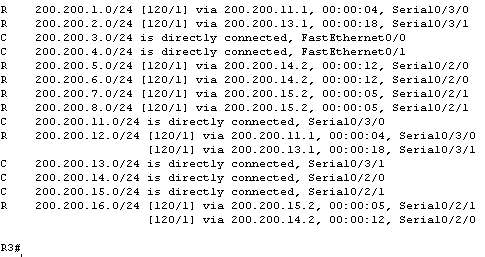 R 200.200.1.0/24 [120/1] via 200.200.11.1, 00:00:04, Serial0/3/0
R 200.200.2.0/24 [120/1] via 200.200.13.1, 00:00:18, Serial0/3/1
C 200.200.3.0/24 is directly connected, FastEthernet0/0
C 200.200.4.0/24 is directly connected, FastEthernet0/1
R 200.200.5.0/24 [120/1] via 200.200.14.2, 00:00:12, Serial0/2/0
R 200.200.6.0/24 [120/1] via 200.200.14.2, 00:00:12, Serial0/2/0
R 200.200.7.0/24 [120/1] via 200.200.15.2, 00:00:05, Serial0/2/1
R 200.200.8.0/24 [120/1] via 200.200.15.2, 00:00:05, Serial0/2/1
C 200.200.11.0/24 is directly connected, Serial0/3/0
R 200.200.12.0/24 [120/1] via 200.200.11.1, 00:00:04, Serial0/3/0
[120/1] via 200.200.13.1, 00:00:18, Serial0/3/1
C 200.200.13.0/24 is directly connected, Serial0/3/1
C 200.200.14.0/24 is directly connected, Serial0/2/0
C 200.200.15.0/24 is directly connected, Serial0/2/1
R 200.200.16.0/24 [120/1] via 200.200.15.2, 00:00:05, Serial0/2/1
[120/1] via 200.200.14.2, 00:00:12, Serial0/2/0
R3#